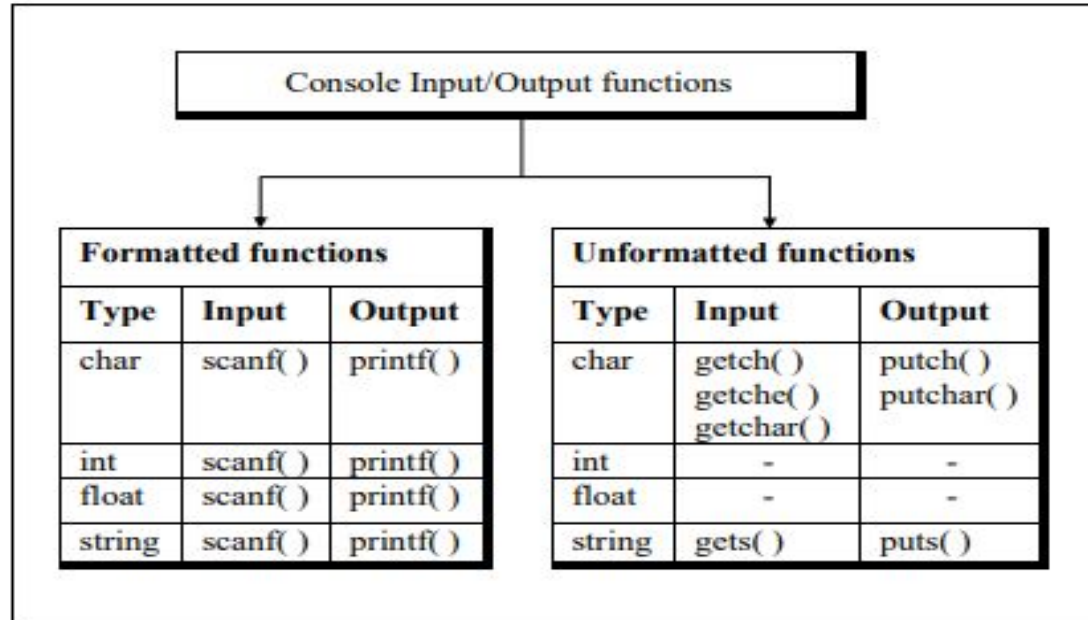 Console Input/Output functions
Formatted functions
Type Input Output
char scanf( ) printf( )
int scanf( ) printf( )
float scanf( ) printf( )
string scanf( ) printf( )
Unformatted functions
Type Input Output
char getch( ) putch( )
getche( ) putchar( )
getchar( )
int - -
float - -
string gets( ) puts( )